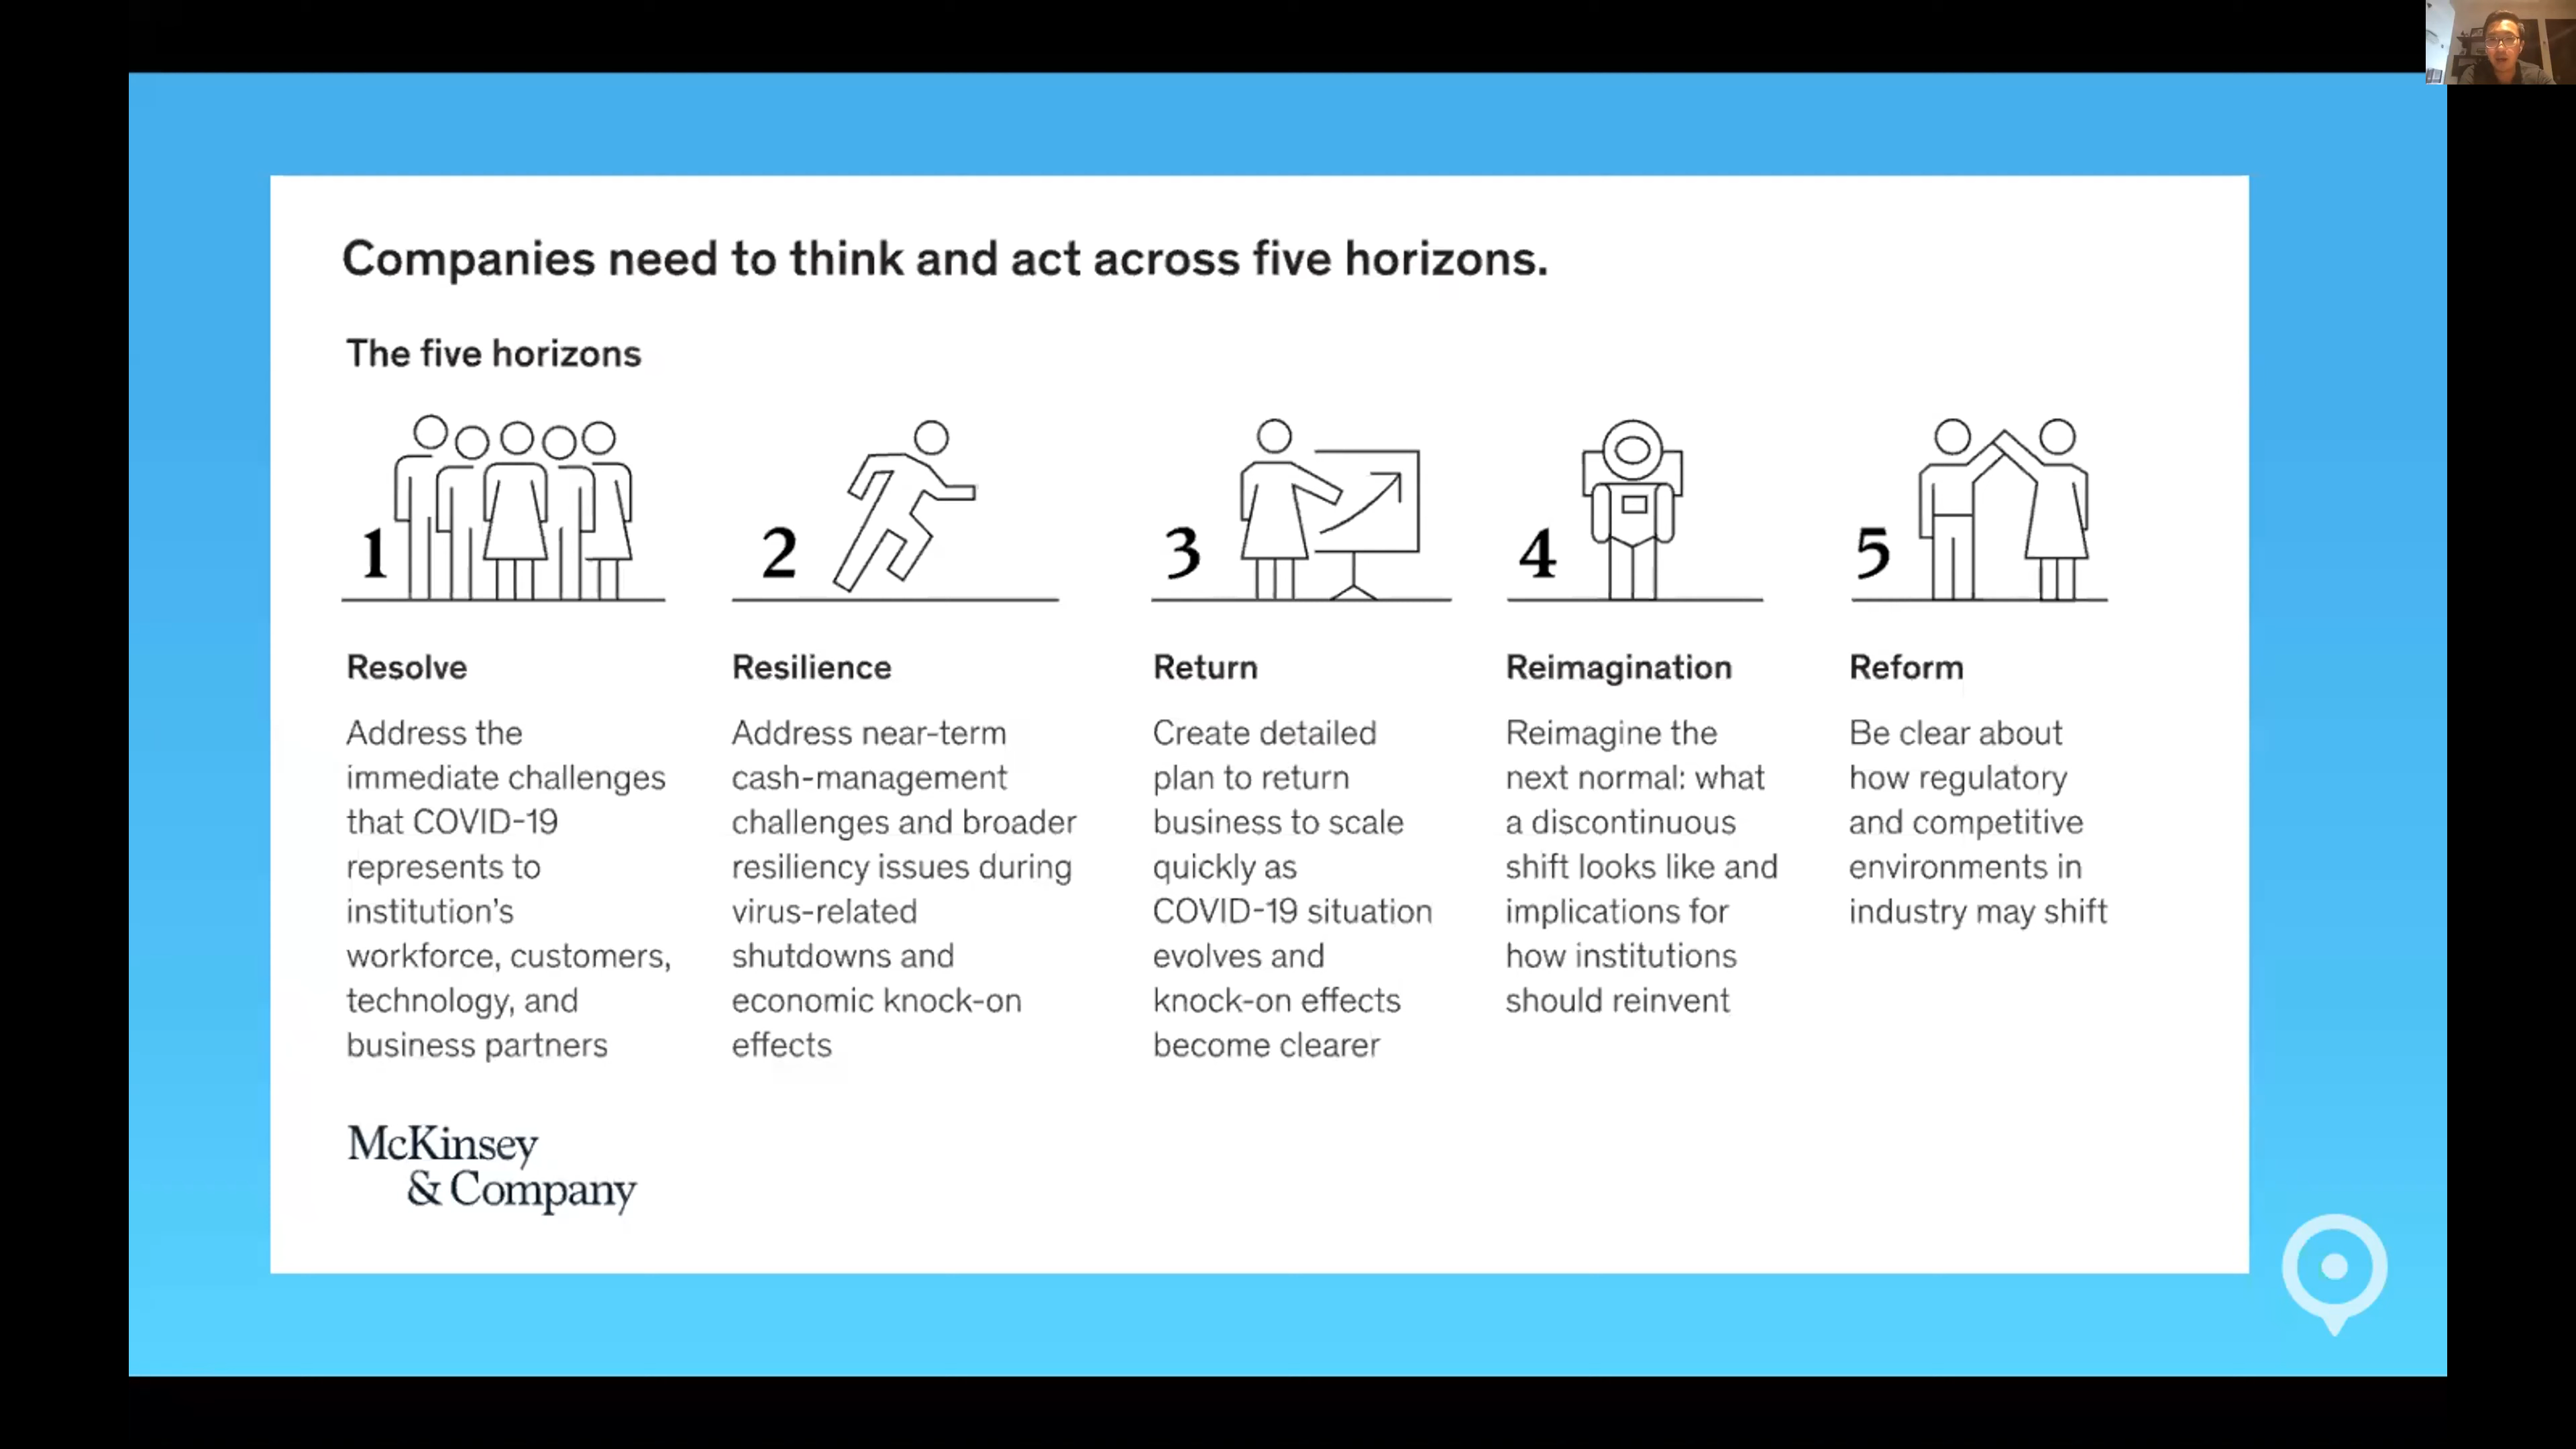 Companies need to think and act across five horizons.
The five horizons
1
Resolve
Address the
immediate challenges
that COVID-19
represents to
institution's
workforce, customers,
technology, and
business partners
2
Resilience
Address near-term
cash-management
challenges and broader
resiliency issues during
virus-related
shutdowns and
economic knock-on
effects
3
Return
Create detailed
plan to return
business to scale
quickly as
COVID-19 situation
evolves and
knock-on effects
become clearer
4
Reimagination
Reimagine the
next normal: what
a discontinuous
shift looks like and
implications for
how institutions
should reinvent
5
Reform
Be clear about
how regulatory
and competitive
environments in
industry may shift
McKinsey
& Company